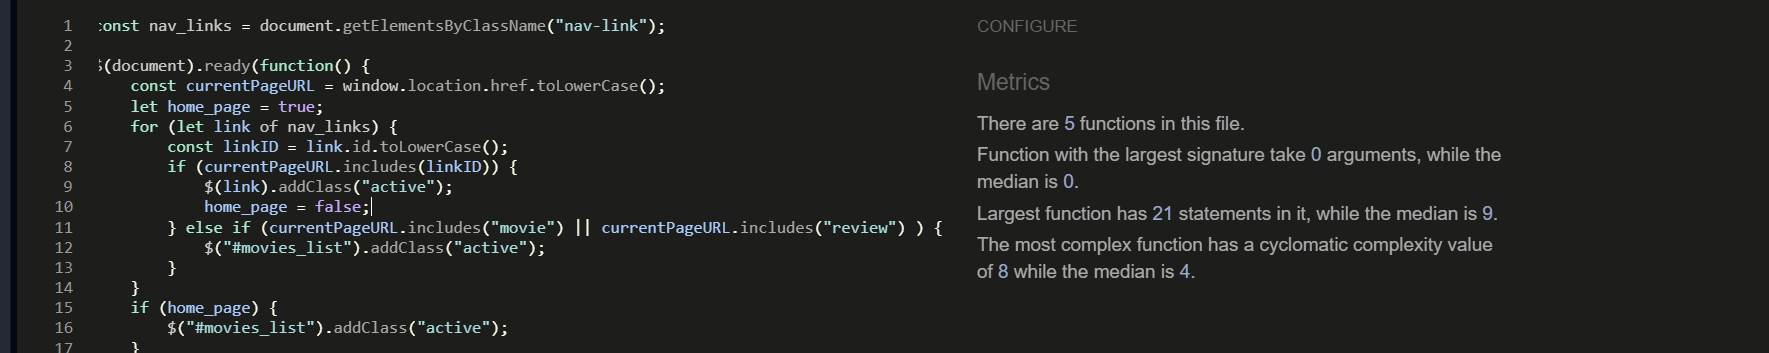 1 const nav_links = document.getElementsByClassName("nav-link");
2
3 $(document).ready(function() {
4 const currentPageURL = window.location.href.toLowerCase();
5 let home_page = true;
6 for (let link of nav_links) {
7 const linkID = link.id.toLowerCase();
8 if (currentPageURL.includes(linkID)) {
9 $(link).addClass("active");
10 home_page = false;
11 } else if (currentPageURL.includes("movie") || currentPageURL.includes("review") ) {
12 $("#movies_list").addClass("active");
13 }
14 }
15 if (home_page) {
16 $("#movies_list").addClass("active");
17 }
CONFIGURE
Metrics
There are 5 functions in this file.
Function with the largest signature take 0 arguments, while the
median is 0.
Largest function has 21 statements in it, while the median is 9.
The most complex function has a cyclomatic complexity value
of 8 while the median is 4.